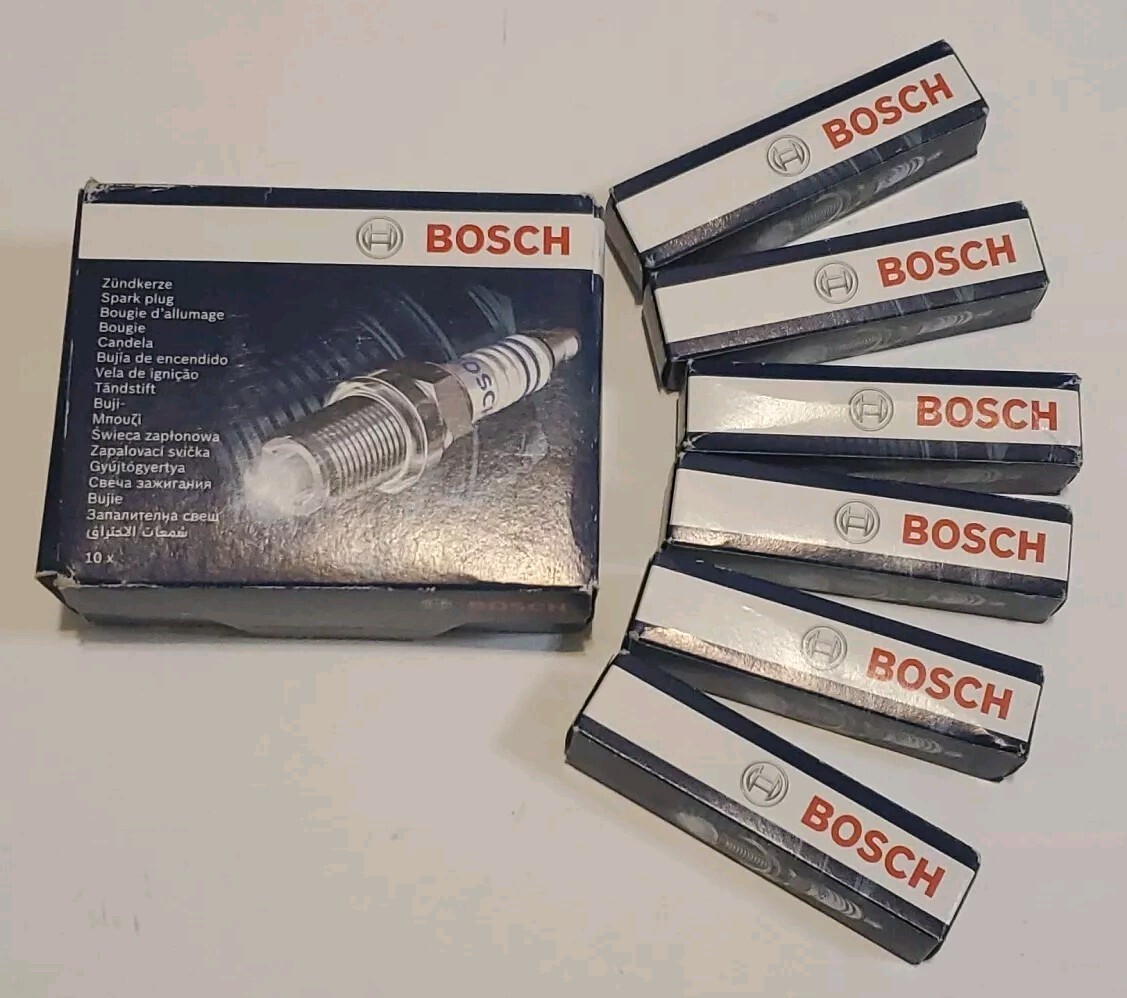 BOSCH
Zündkerze
Spark plug
Bougie d'allumage
Bougie
Candela
Bujía de encendido
Vela de ignição
Tändstift
Buji-
Μπουζί
Świeca zapłonowa
Zapalovací svíčka
Gyújtógyertya
Свеча зажигания
Bujie
Запалителна свещ
شمعات الاحتراق
10 x
BOSCH
BOSCH
BOSCH
BOSCH
BOSCH
BOSCH
BOSCH
BOSCH